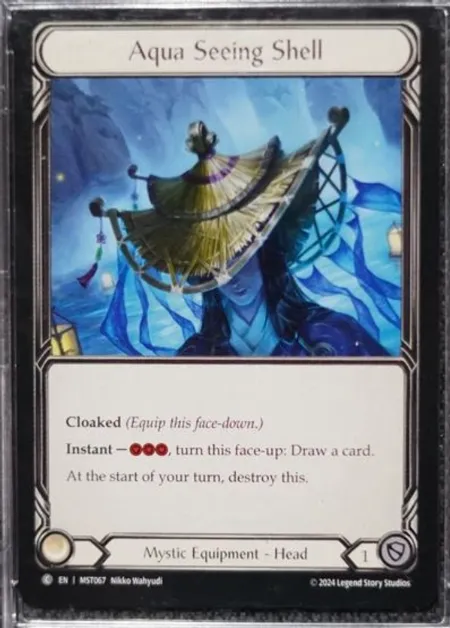 Aqua Seeing Shell
Cloaked (Equip this face-down.)
Instant — , turn this face-up: Draw a card.
At the start of your turn, destroy this.
Mystic Equipment - Head
1
C EN | MST067 Nikko Wahyudi
© 2024 Legend Story Studios